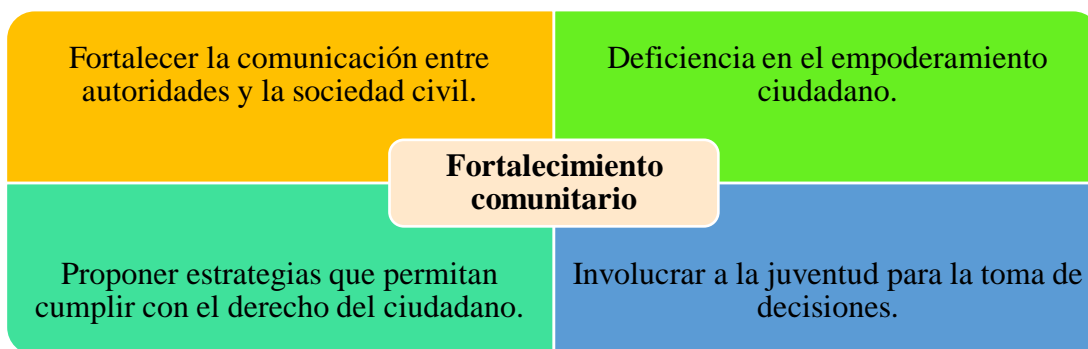 Fortalecer la comunicación entre
autoridades y la sociedad civil.
Deficiencia en el empoderamiento
ciudadano.
Fortalecimiento
comunitario
Proponer estrategias que permitan
cumplir con el derecho del ciudadano.
Involucrar a la juventud para la toma de
decisiones.